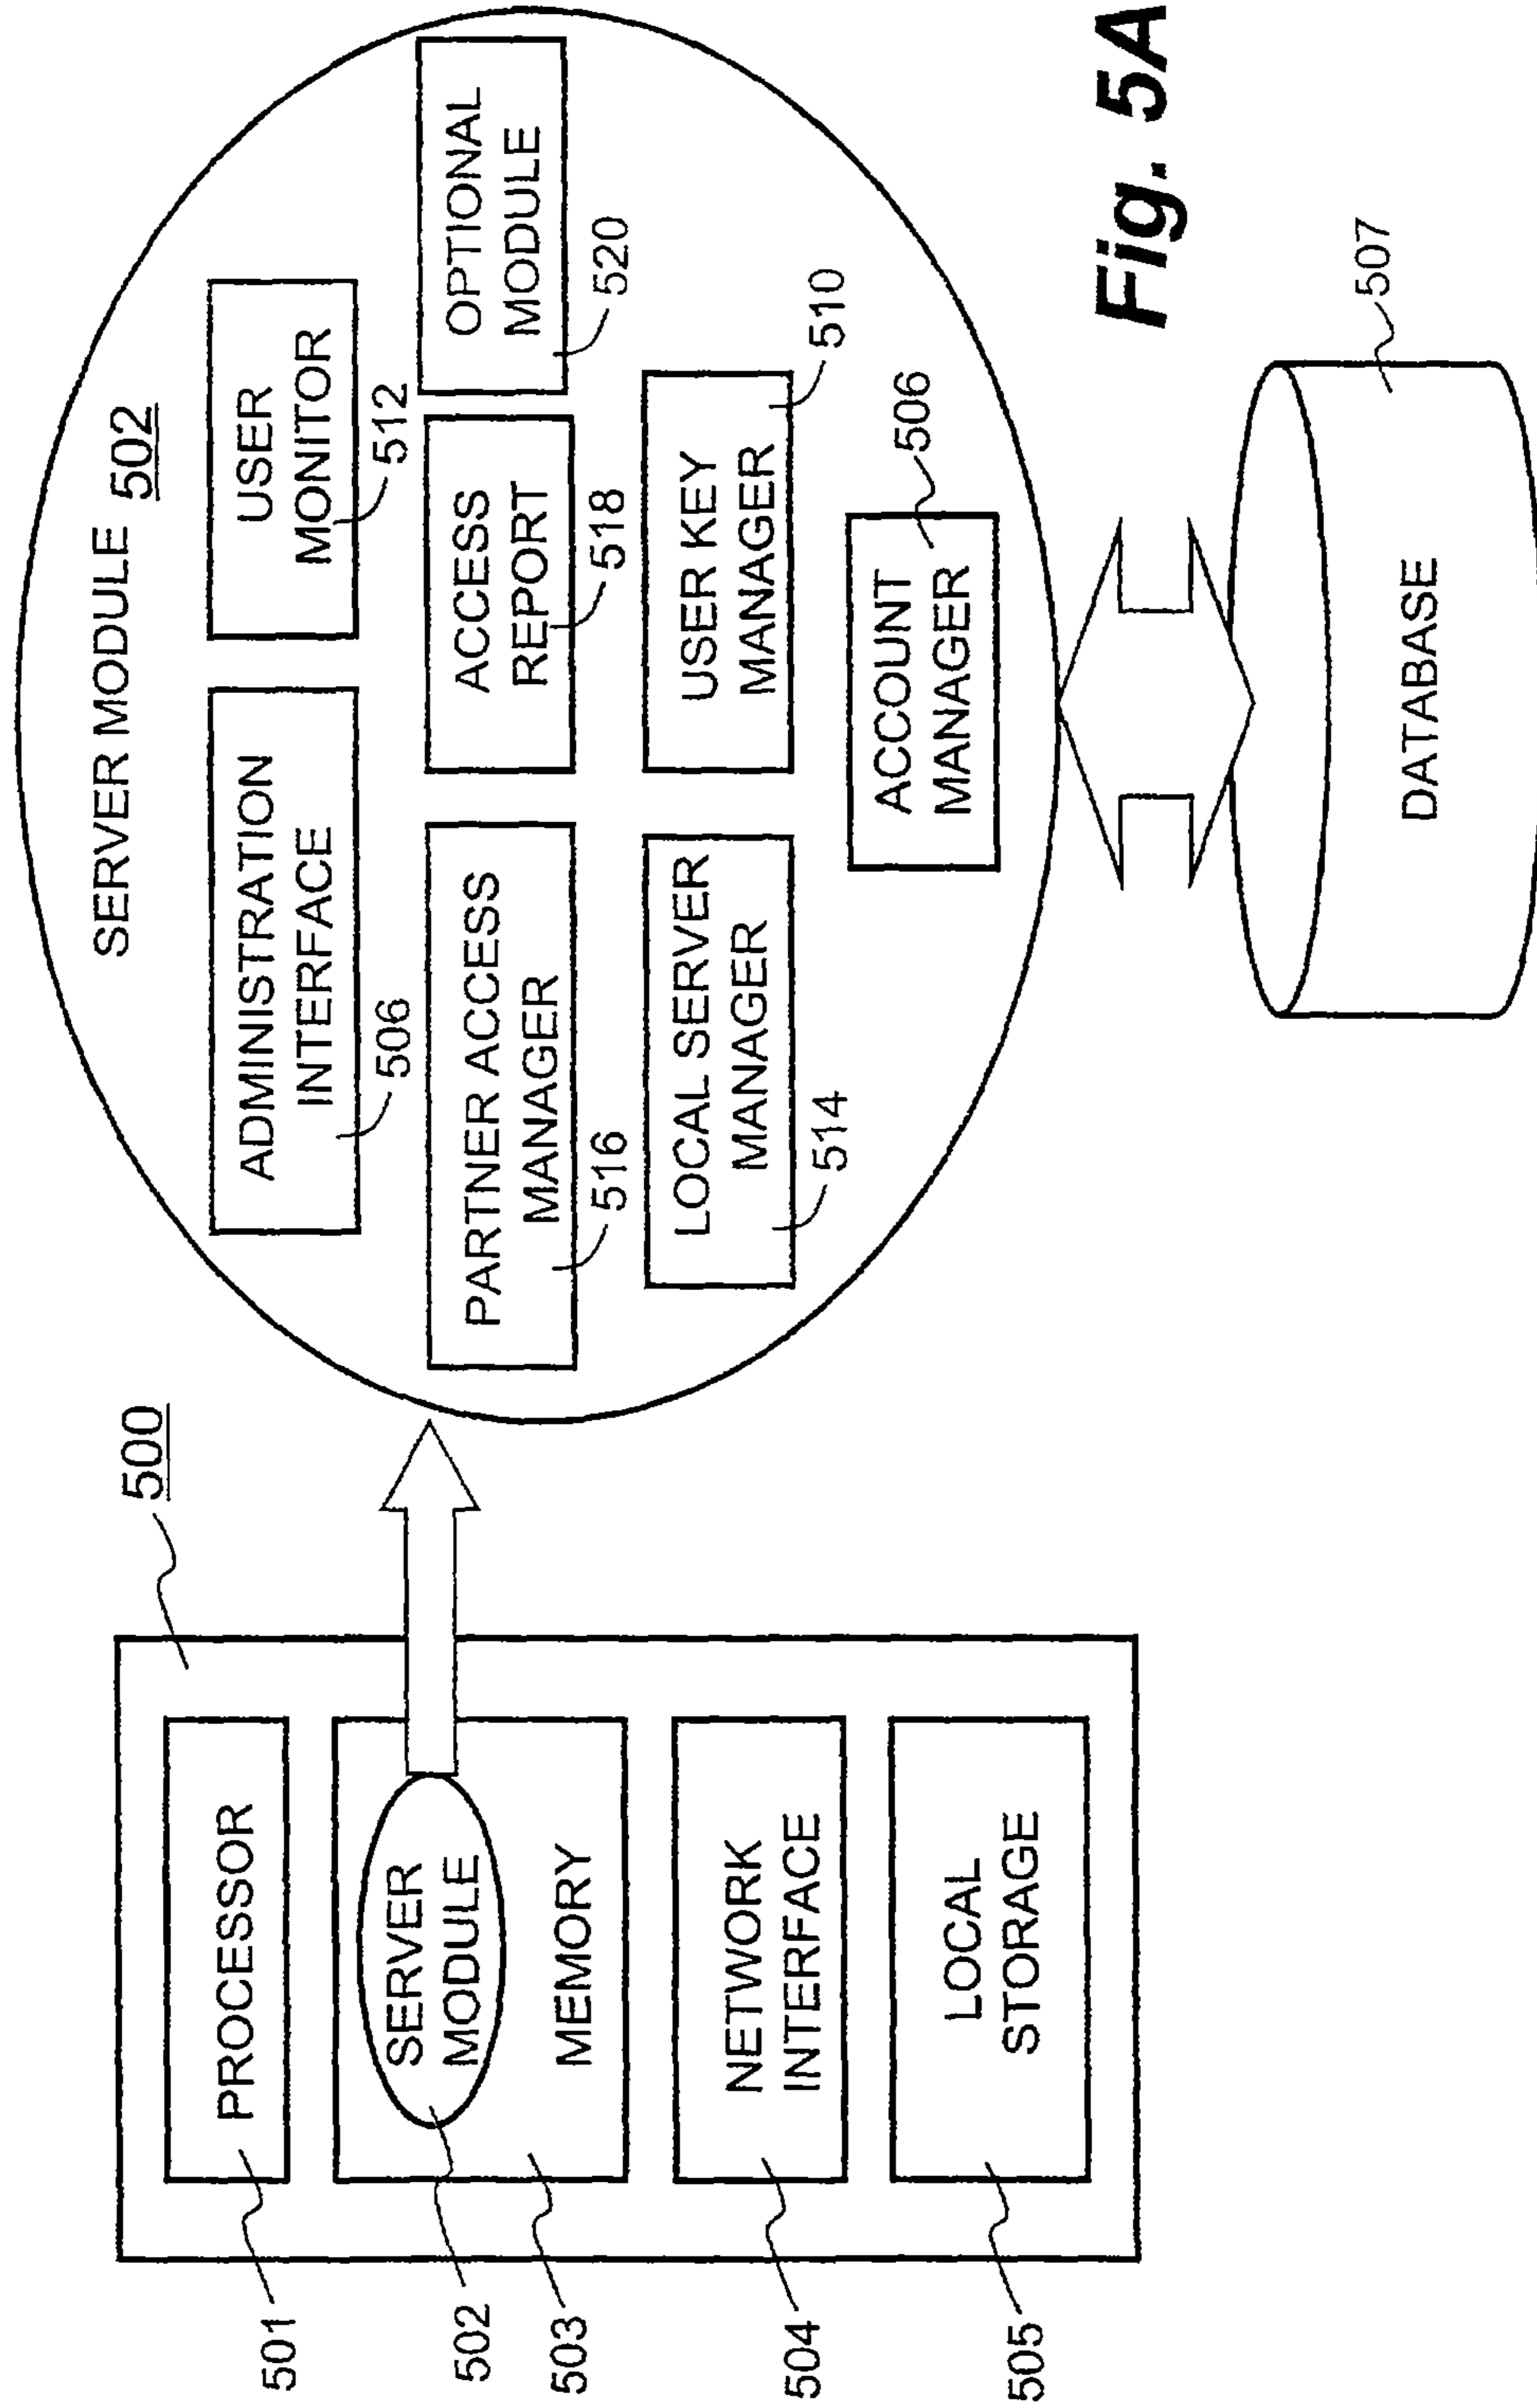 500
501
PROCESSOR
502
SERVER
MODULE
503
MEMORY
504
NETWORK
INTERFACE
505
LOCAL
STORAGE
SERVER MODULE 502
ADMINISTRATION
INTERFACE
506
USER
MONITOR
512
PARTNER ACCESS
MANAGER
516
ACCESS
REPORT
518
OPTIONAL
MODULE
520
LOCAL SERVER
MANAGER
514
USER KEY
MANAGER
510
ACCOUNT
MANAGER
506
DATABASE
507
Fig. 5A